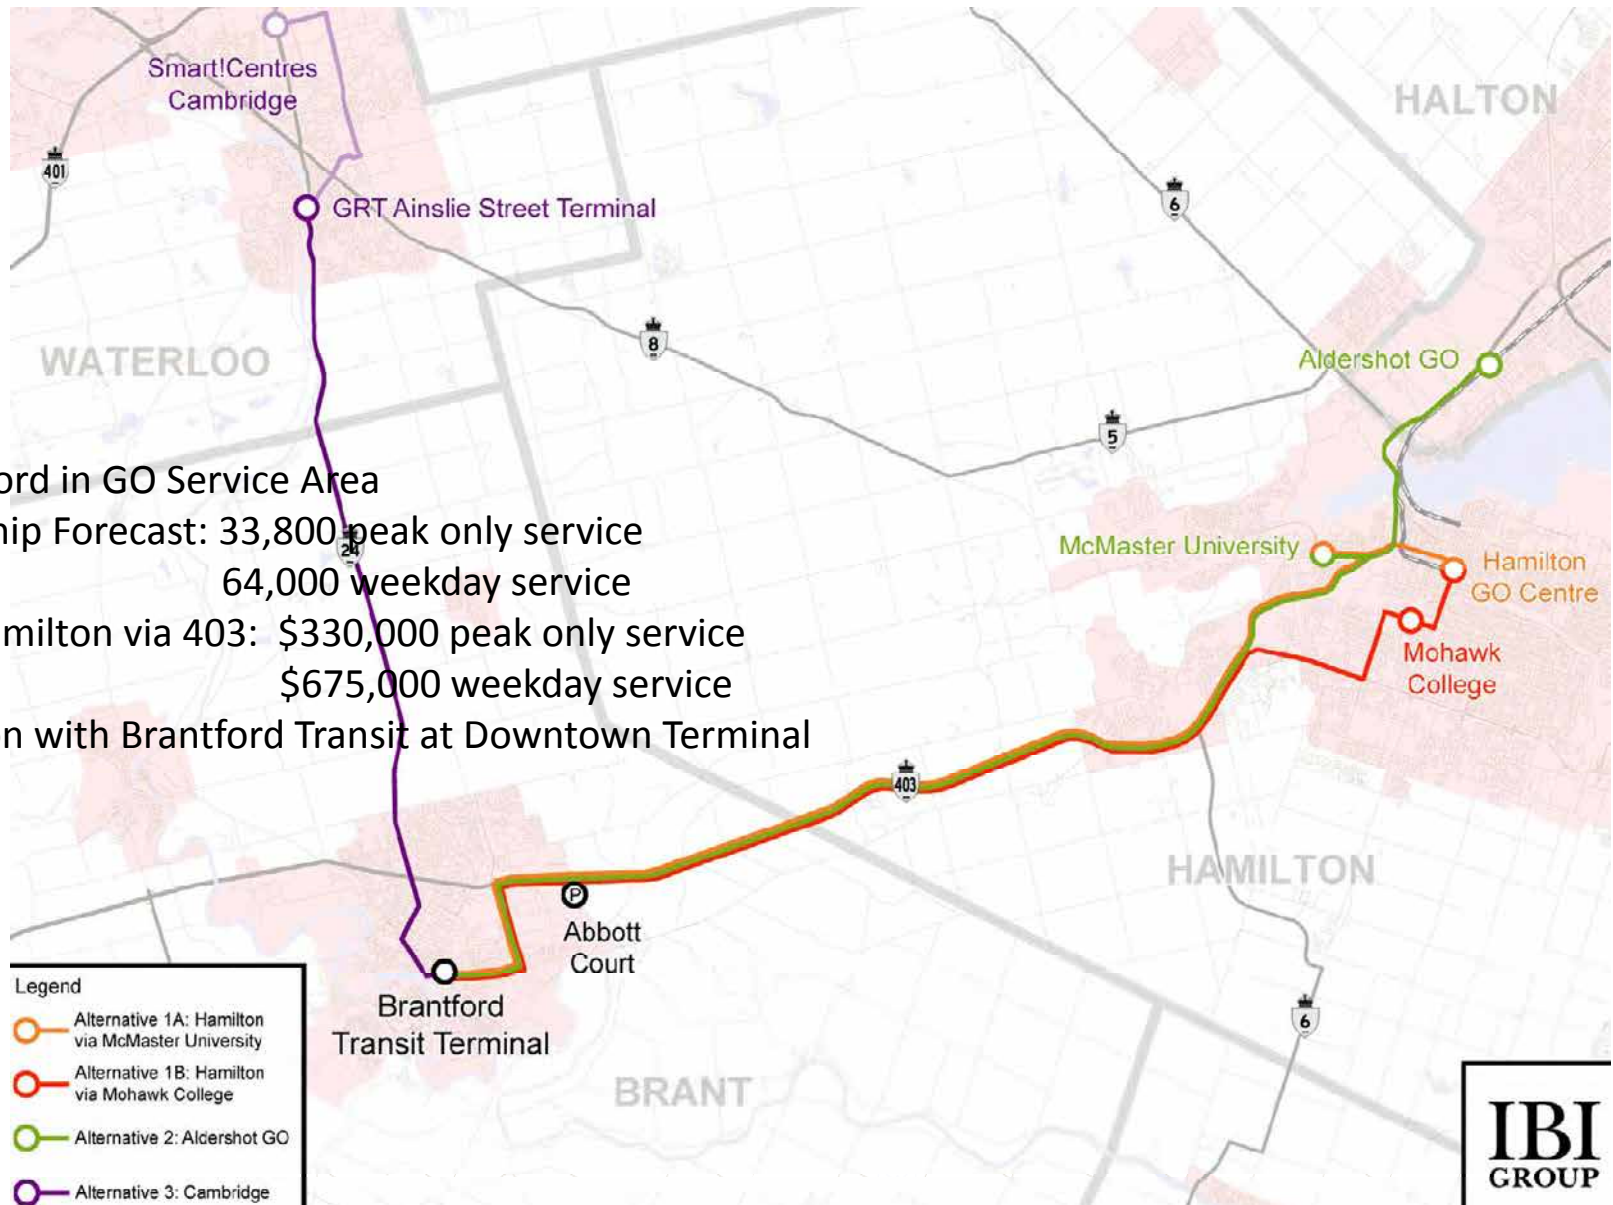 Smart!Centres
Cambridge
HALTON
401
6
GRT Ainslie Street Terminal
8
WATERLOO
Aldershot GO
5
ord in GO Service Area
hip Forecast: 33,800 peak only service
24
64,000 weekday service
McMaster University
Hamilton
GO Centre
milton via 403: $330,000 peak only service
$675,000 weekday service
Mohawk
College
n with Brantford Transit at Downtown Terminal
403
HAMILTON
P
Abbott
Court
Brantford
Transit Terminal
6
BRANT
Legend
Alternative 1A: Hamilton
via McMaster University
Alternative 1B: Hamilton
via Mohawk College
Alternative 2: Aldershot GO
Alternative 3: Cambridge
IBI
GROUP